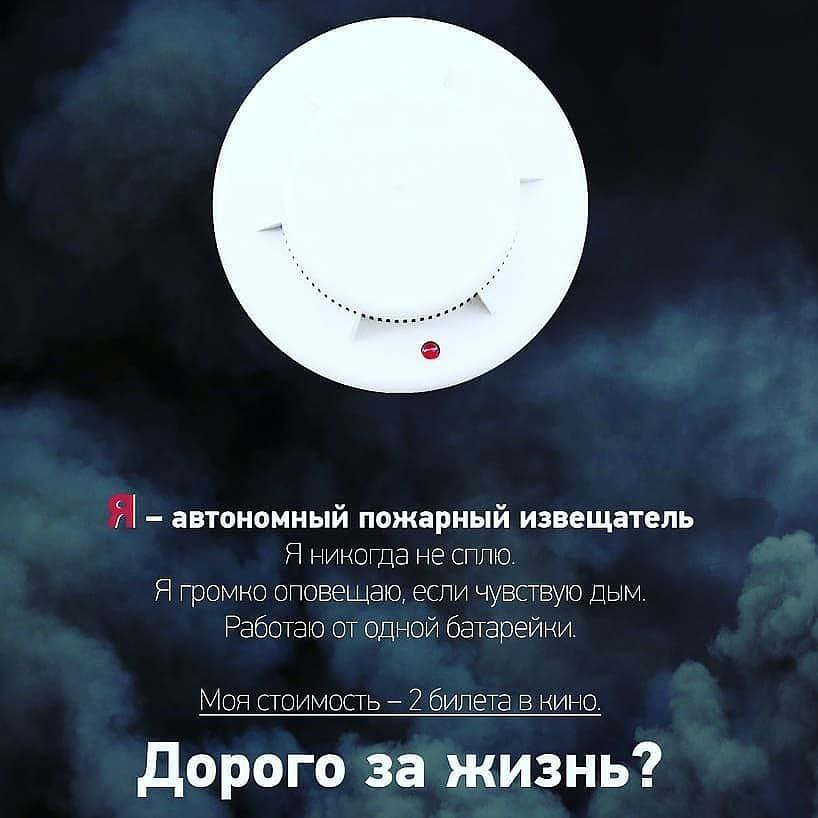 Я – автономный пожарный извещатель
Я никогда не сплю.
Я громко оповещаю, если чувствую дым.
Работаю от одной батарейки.
Моя стоимость – 2 билета в кино.
Дорого за жизнь?